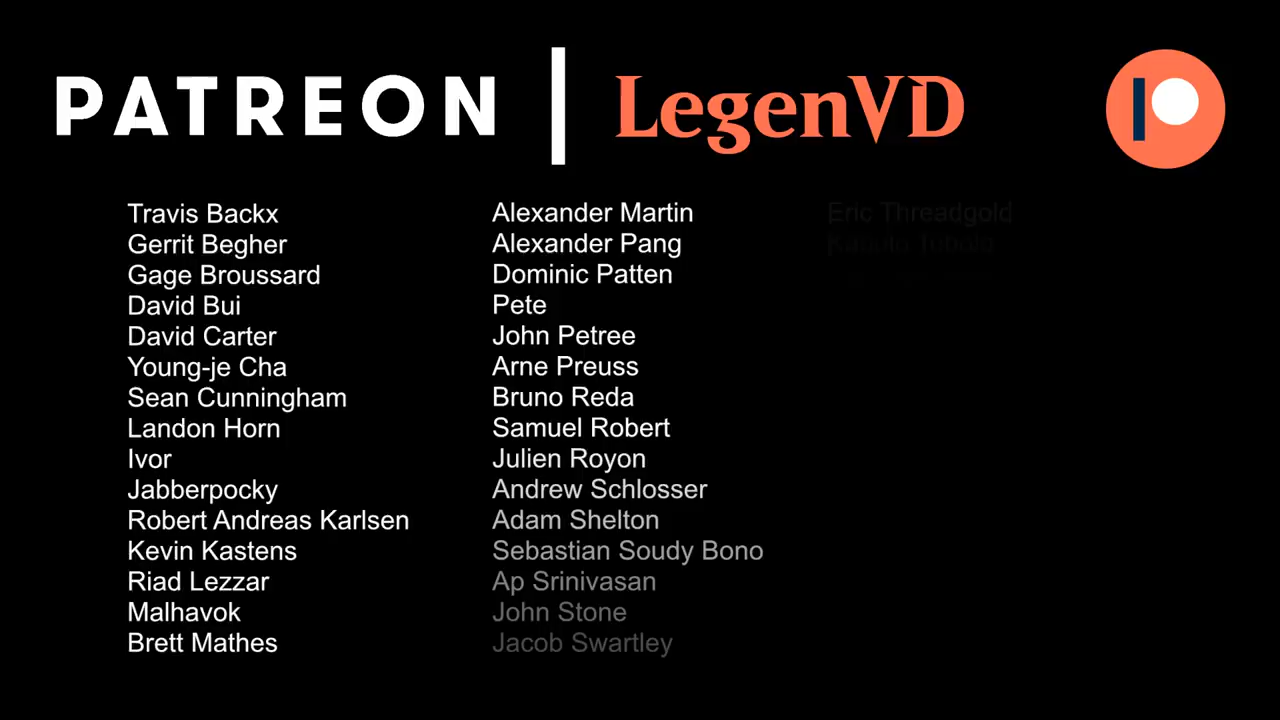 PATREON | LegenVD
Travis Backx
Gerrit Begher
Gage Broussard
David Bui
David Carter
Young-je Cha
Sean Cunningham
Landon Horn
Ivor
Jabberpocky
Robert Andreas Karlsen
Kevin Kastens
Riad Lezzar
Malhavok
Brett Mathes
Alexander Martin
Alexander Pang
Dominic Patten
Pete
John Petree
Arne Preuss
Bruno Reda
Samuel Robert
Julien Royon
Andrew Schlosser
Adam Shelton
Sebastian Soudy Bono
Ap Srinivasan
John Stone
Jacob Swartley
Eric Threadgold